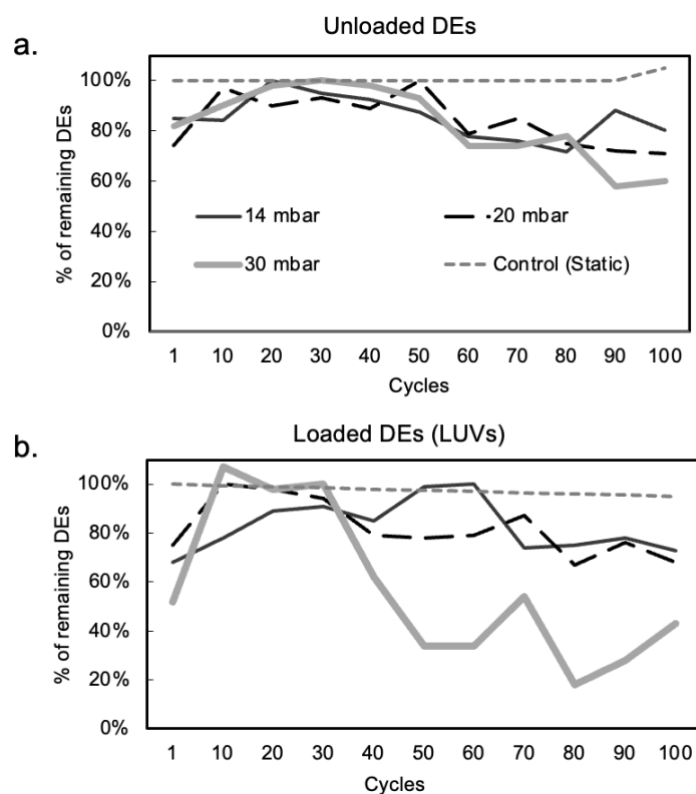 a.
Unloaded DEs
% of remaining DEs
100%
80%
60%
40%
20%
0%
14 mbar
-20 mbar
30 mbar
Control (Static)
1 10 20 30 40 50 60 70 80 90 100
Cycles
b.
Loaded DEs (LUVs)
% of remaining DEs
100%
80%
60%
40%
20%
0%
1 10 20 30 40 50 60 70 80 90 100
Cycles